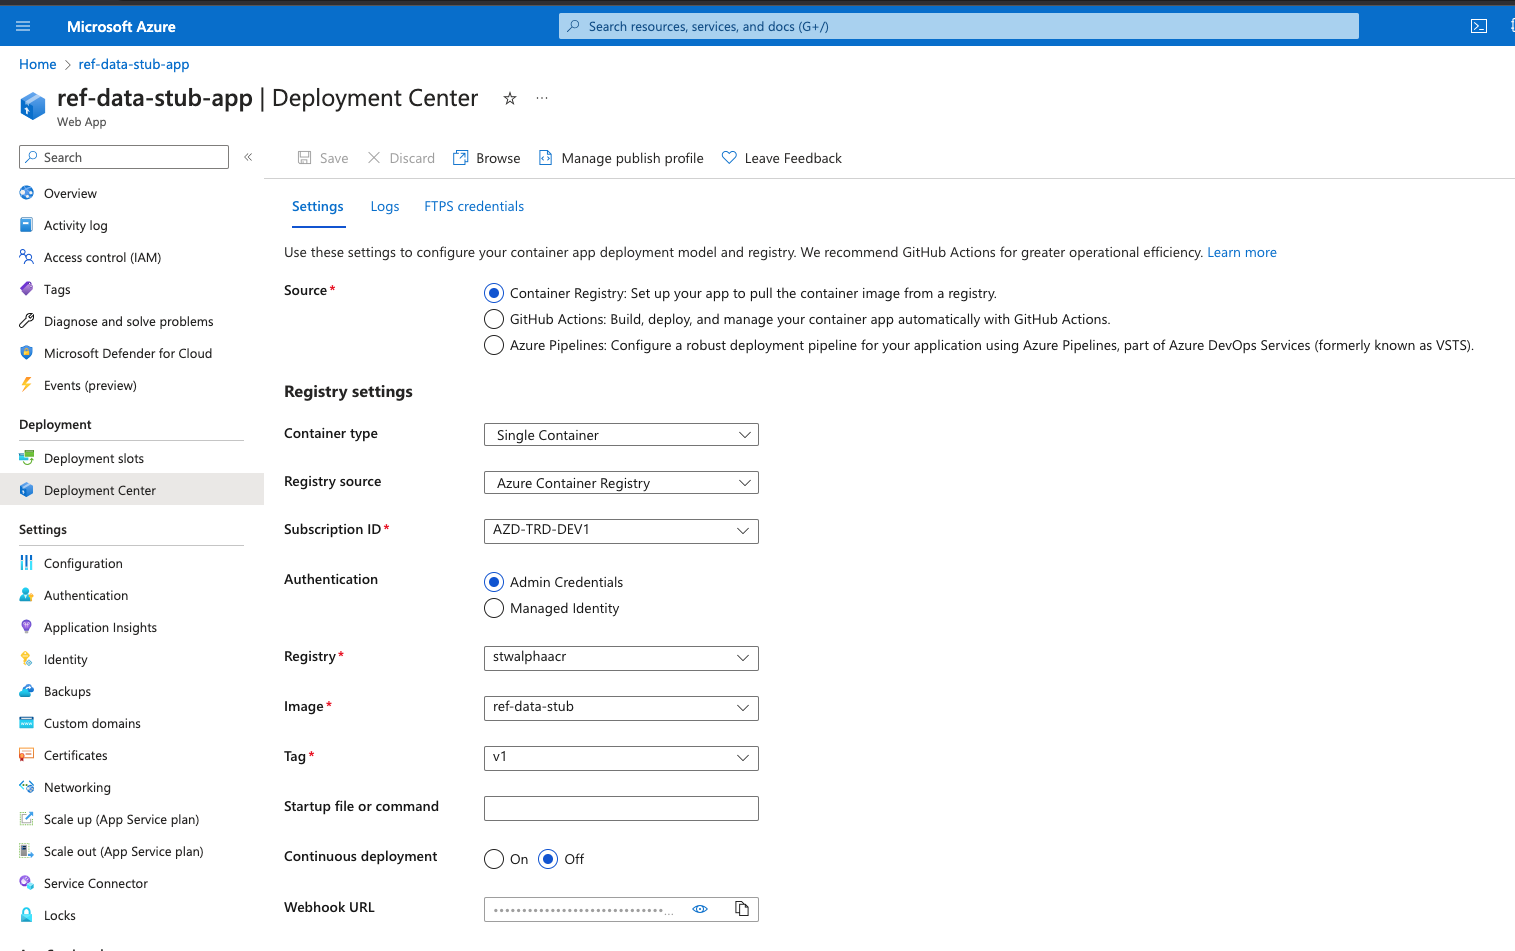 Microsoft Azure
Search resources, services, and docs (G+/)
Home > ref-data-stub-app
ref-data-stub-app | Deployment Center
Web App
Search
Overview
Activity log
Access control (IAM)
Tags
Diagnose and solve problems
Microsoft Defender for Cloud
Events (preview)
Deployment
Deployment slots
Deployment Center
Settings
Configuration
Authentication
Application Insights
Identity
Backups
Custom domains
Certificates
Networking
Scale up (App Service plan)
Scale out (App Service plan)
Service Connector
Locks
Save Discard Browse Manage publish profile Leave Feedback
Settings Logs FTPS credentials
Use these settings to configure your container app deployment model and registry. We recommend GitHub Actions for greater operational efficiency. Learn more
Source*
Container Registry: Set up your app to pull the container image from a registry.
GitHub Actions: Build, deploy, and manage your container app automatically with GitHub Actions.
Azure Pipelines: Configure a robust deployment pipeline for your application using Azure Pipelines, part of Azure DevOps Services (formerly known as VSTS).
Registry settings
Container type Single Container
Registry source Azure Container Registry
Subscription ID* AZD-TRD-DEV1
Authentication
Admin Credentials
Managed Identity
Registry* stwalphaacr
Image* ref-data-stub
Tag* v1
Startup file or command
Continuous deployment On Off
Webhook URL